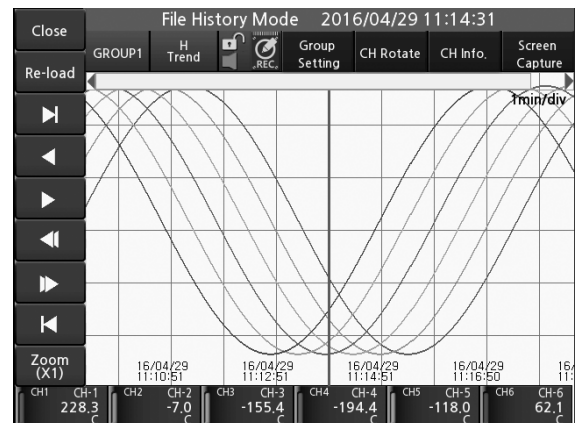 Close
File History Mode 2016/04/29 11:14:31
GROUP1
H
Trend
REC
Group
Setting
CH Rotate
CH Info.
Screen
Capture
Re-load
1min/div
Zoom
(X1)
16/04/29
11:10:51
16/04/29
11:12:51
16/04/29
11:14:51
16/04/29
11:16:50
16/
11:
CH1 CH-1
228.3
C
CH2 CH-2
-7.0
C
CH3 CH-3
-155.4
C
CH4 CH-4
-194.4
C
CH5 CH-5
-118.0
C
CH6 CH-6
62.1
C